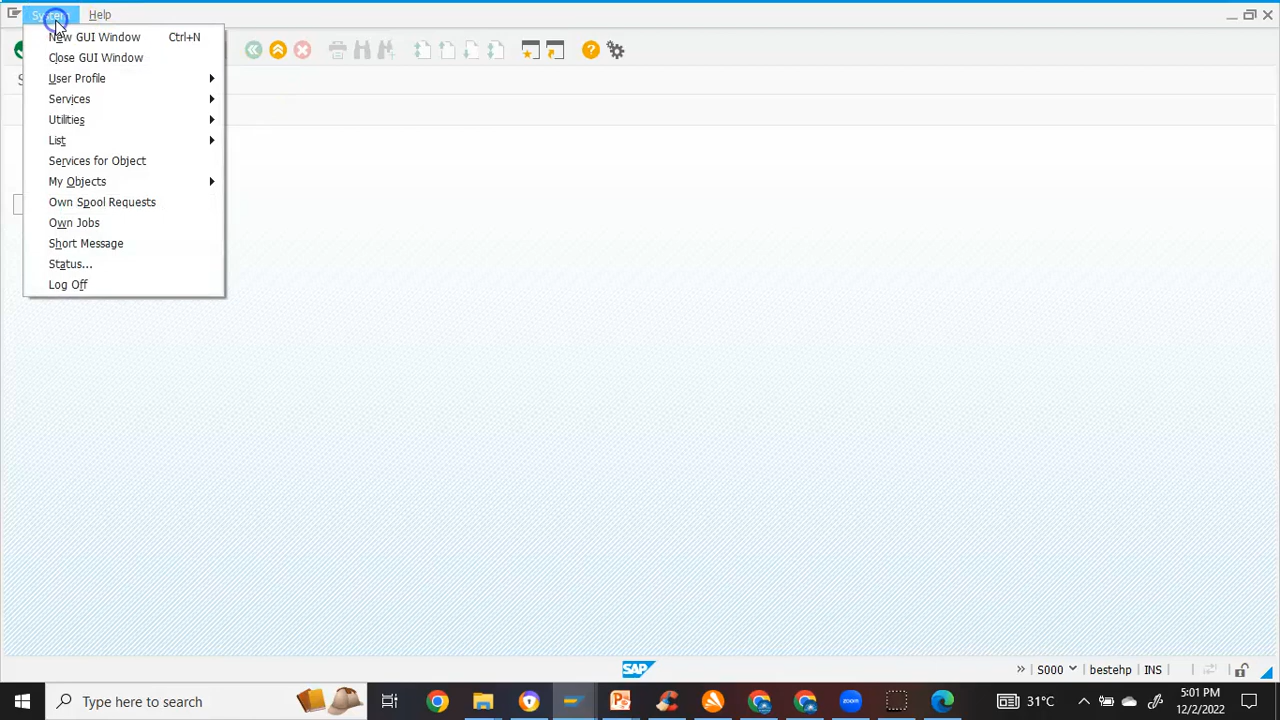 System Help
New GUI Window Ctrl+N
Close GUI Window
User Profile
Services
Utilities
List
Services for Object
My Objects
Own Spool Requests
Own Jobs
Short Message
Status...
Log Off
SAP S000 bestehp INS
Type here to search 31°C 5:01 PM
12/2/2022